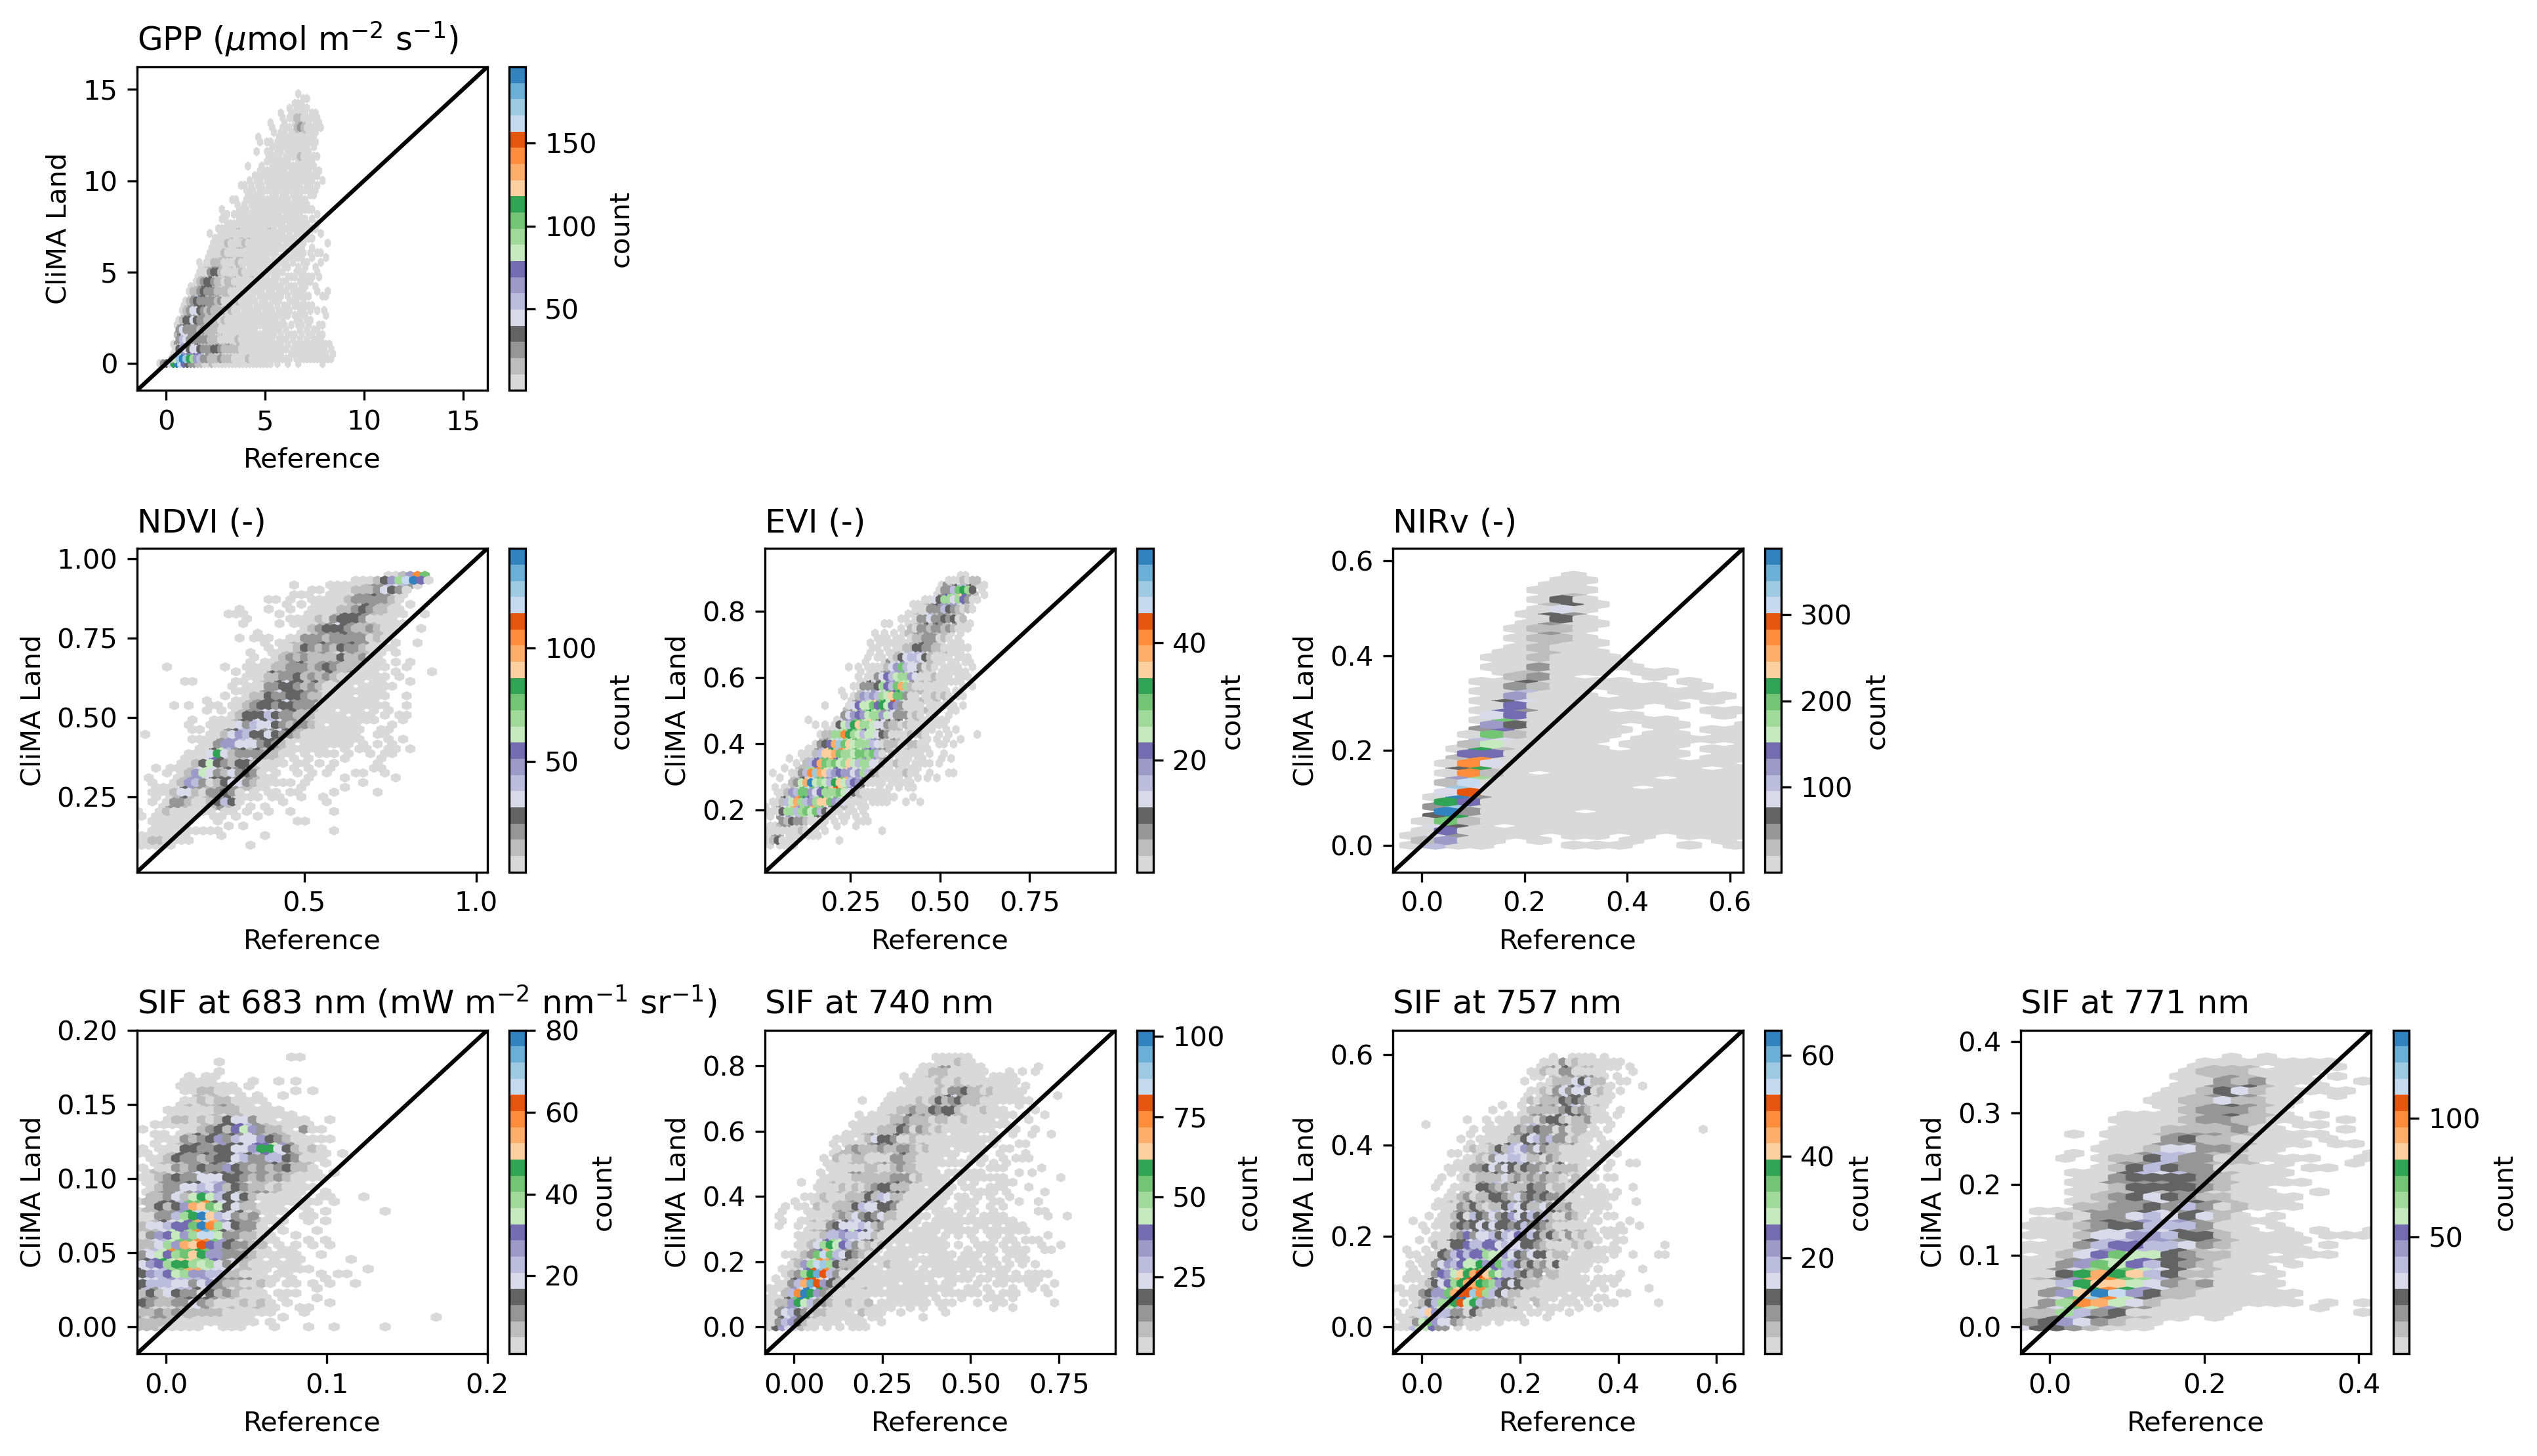 GPP (μmol m⁻² s⁻¹)
15
10
5
0
CliMA Land
0 5 10 15
Reference
150
100
50
count
NDVI (-)
1.00
0.75
0.50
0.25
CliMA Land
0.5 1.0
Reference
100
50
count
EVI (-)
0.8
0.6
0.4
0.2
CliMA Land
0.25 0.50 0.75
Reference
40
20
count
NIRv (-)
0.6
0.4
0.2
0.0
CliMA Land
0.0 0.2 0.4 0.6
Reference
300
200
100
count
SIF at 683 nm (mW m⁻² nm⁻¹ sr⁻¹)
0.20
0.15
0.10
0.05
0.00
CliMA Land
0.0 0.1 0.2
Reference
80
60
40
20
count
SIF at 740 nm
0.8
0.6
0.4
0.2
0.0
CliMA Land
0.00 0.25 0.50 0.75
Reference
100
75
50
25
count
SIF at 757 nm
0.6
0.4
0.2
0.0
CliMA Land
0.0 0.2 0.4 0.6
Reference
60
40
20
count
SIF at 771 nm
0.4
0.3
0.2
0.1
0.0
CliMA Land
0.0 0.2 0.4
Reference
100
50
count